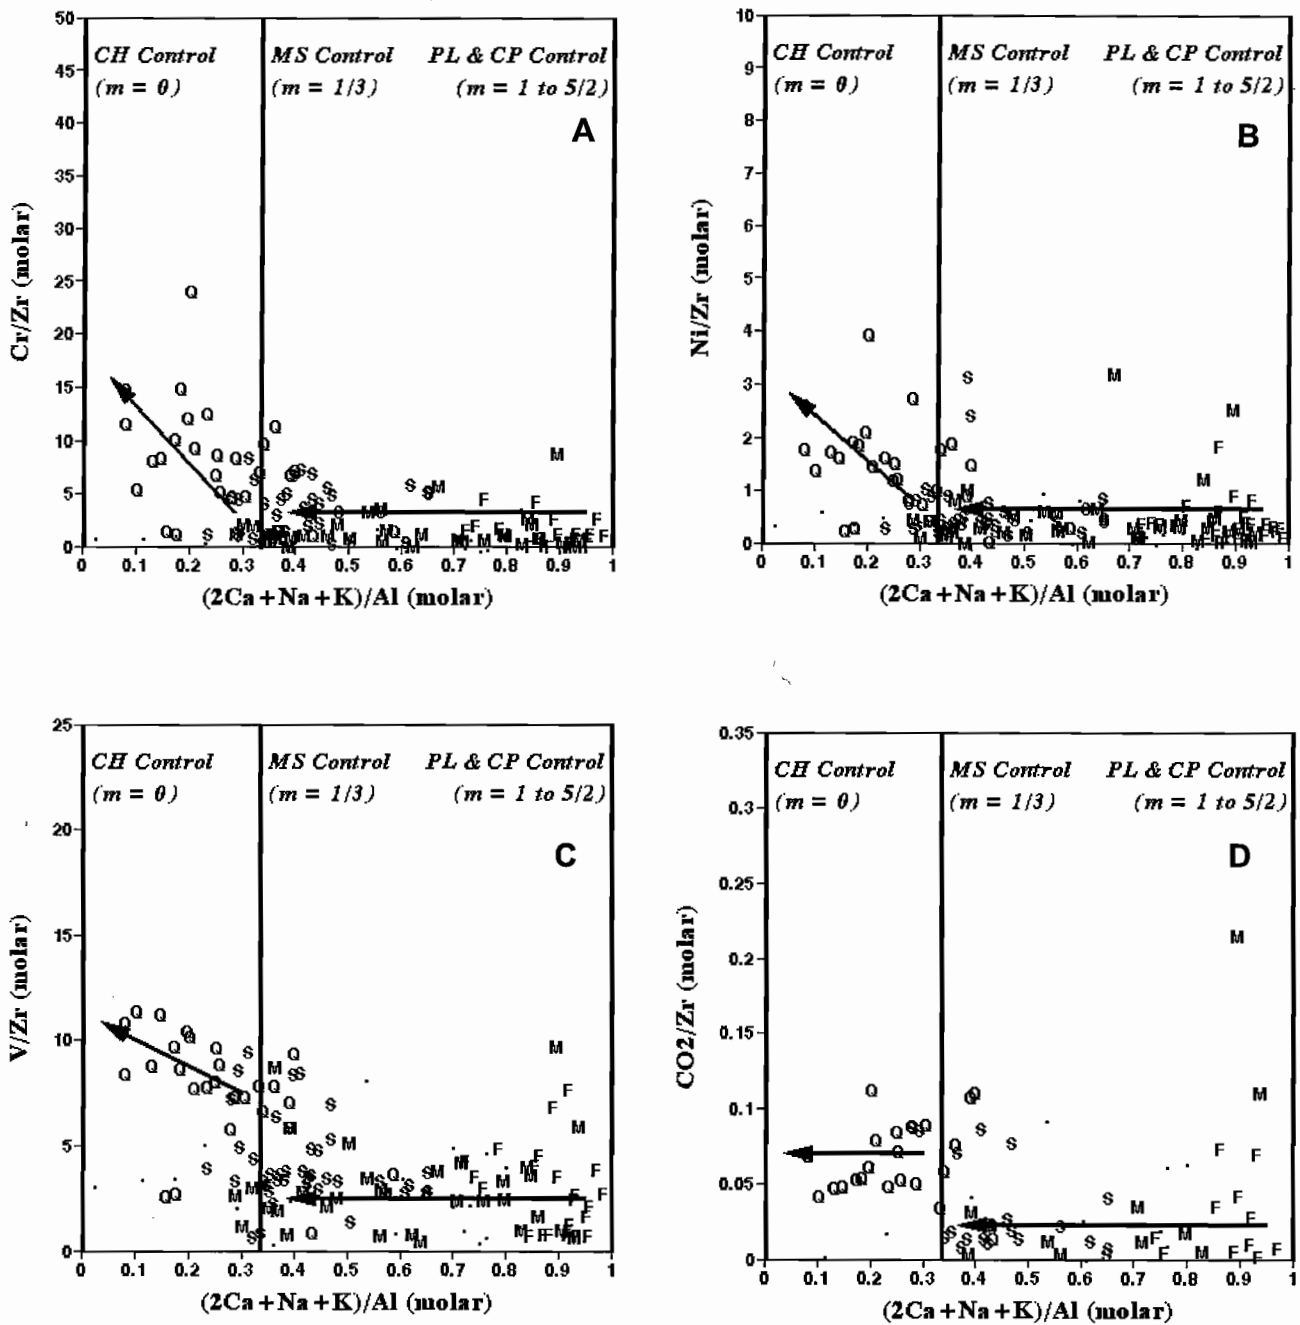 CH Control
MS Control
PL & CP Control
(m = 0)
(m = 1/3)
(m = 1 to 5/2)
A
50
45
40
35
30
25
20
15
10
5
0
Cr/Zr (molar)
0
0.1
0.2
0.3
0.4
0.5
0.6
0.7
0.8
0.9
1
(2Ca+Na+K)/Al (molar)
CH Control
MS Control
PL & CP Control
(m = 0)
(m = 1/3)
(m = 1 to 5/2)
B
10
9
8
7
6
5
4
3
2
1
0
Ni/Zr (molar)
0
0.1
0.2
0.3
0.4
0.5
0.6
0.7
0.8
0.9
1
(2Ca+Na+K)/Al (molar)
CH Control
MS Control
PL & CP Control
(m = 0)
(m = 1/3)
(m = 1 to 5/2)
C
25
20
15
10
5
0
V/Zr (molar)
0
0.1
0.2
0.3
0.4
0.5
0.6
0.7
0.8
0.9
1
(2Ca+Na+K)/Al (molar)
CH Control
MS Control
PL & CP Control
(m = 0)
(m = 1/3)
(m = 1 to 5/2)
D
0.35
0.3
0.25
0.2
0.15
0.1
0.05
0
CO2/Zr (molar)
0
0.1
0.2
0.3
0.4
0.5
0.6
0.7
0.8
0.9
1
(2Ca+Na+K)/Al (molar)